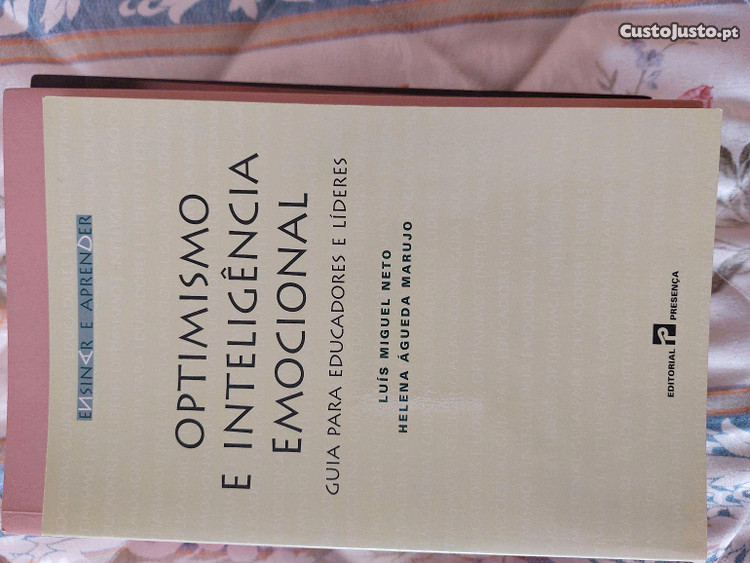 CustoJusto.pt
ENSINAR E APRENDER
OPTIMISMO
E INTELIGÊNCIA
EMOCIONAL
GUIA PARA EDUCADORES E LÍDERES
LUÍS MIGUEL NETO
HELENA ÁGUEDA MARUJO
EDITORIAL PRESENÇA